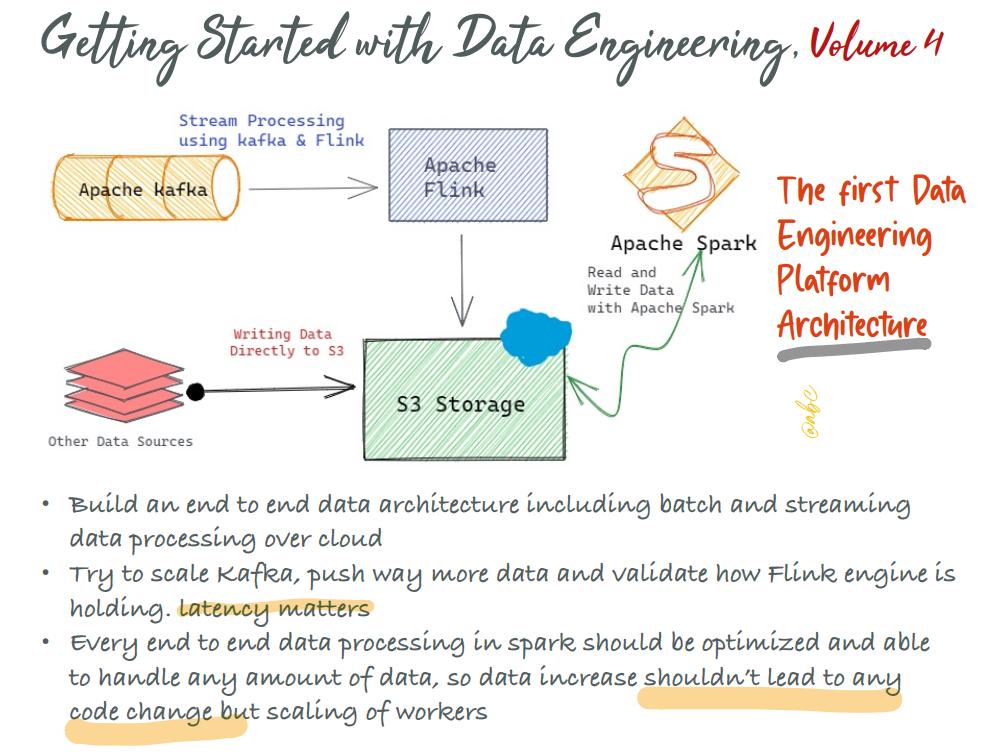 Getting Started with Data Engineering, Volume 4
Stream Processing
using kafka & Flink
Apache kafka
Apache
Flink
Apache Spark
The first Data
Engineering
Platform
Architecture
Read and
Write Data
with Apache Spark
Writing Data
Directly to S3
S3 Storage
Other Data Sources
@abc
• Build an end to end data architecture including batch and streaming
data processing over cloud
• Try to scale Kafka, push way more data and validate how Flink engine is
holding. latency matters
• Every end to end data processing in spark should be optimized and able
to handle any amount of data, so data increase shouldn't lead to any
code change but scaling of workers